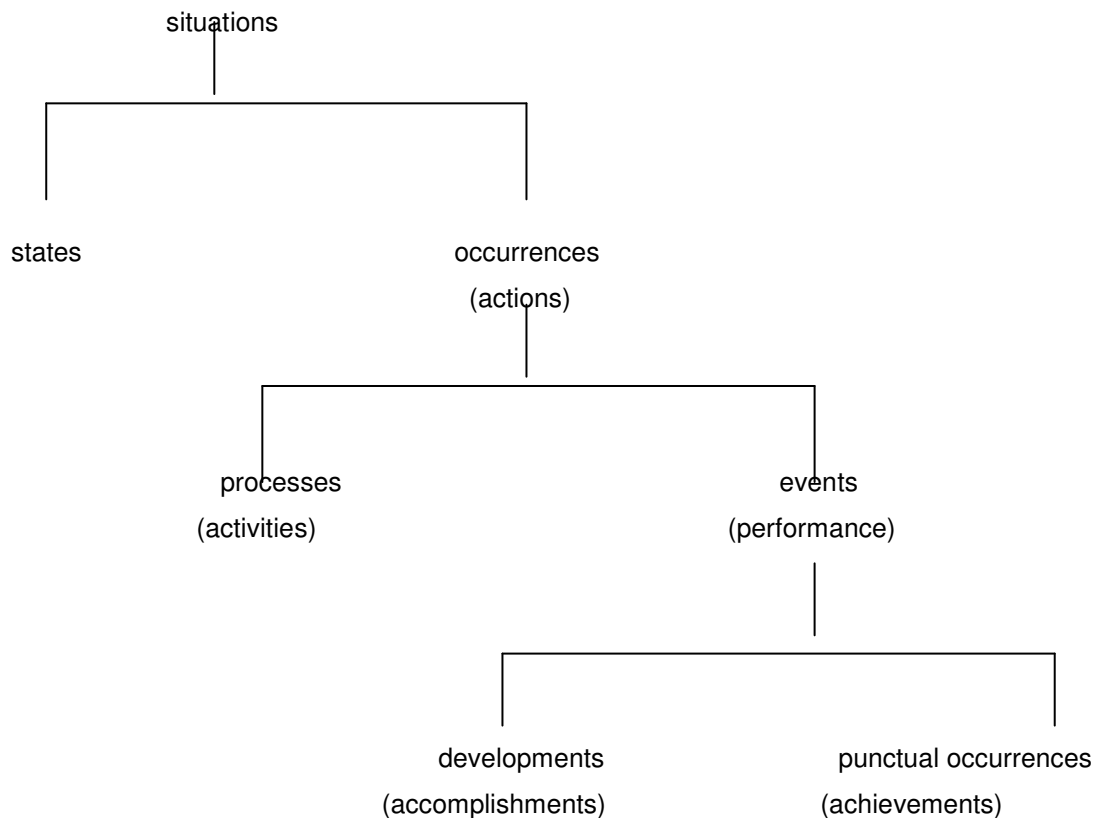 situations
states
occurrences
(actions)
processes
(activities)
events
(performance)
developments
(accomplishments)
punctual occurrences
(achievements)